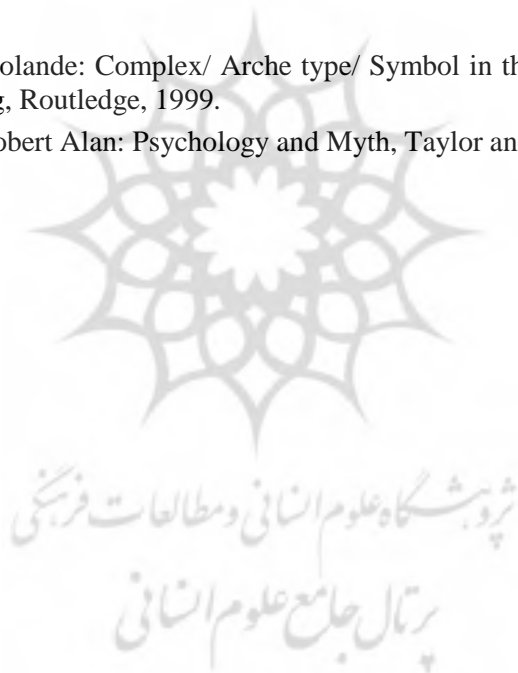 olande: Complex/ Arche type/ Symbol in th
g, Routledge, 1999.
obert Alan: Psychology and Myth, Taylor an
پژوهشگاه علوم انسانی و مطالعات فرهنگی
پرتال جامع علوم انسانی